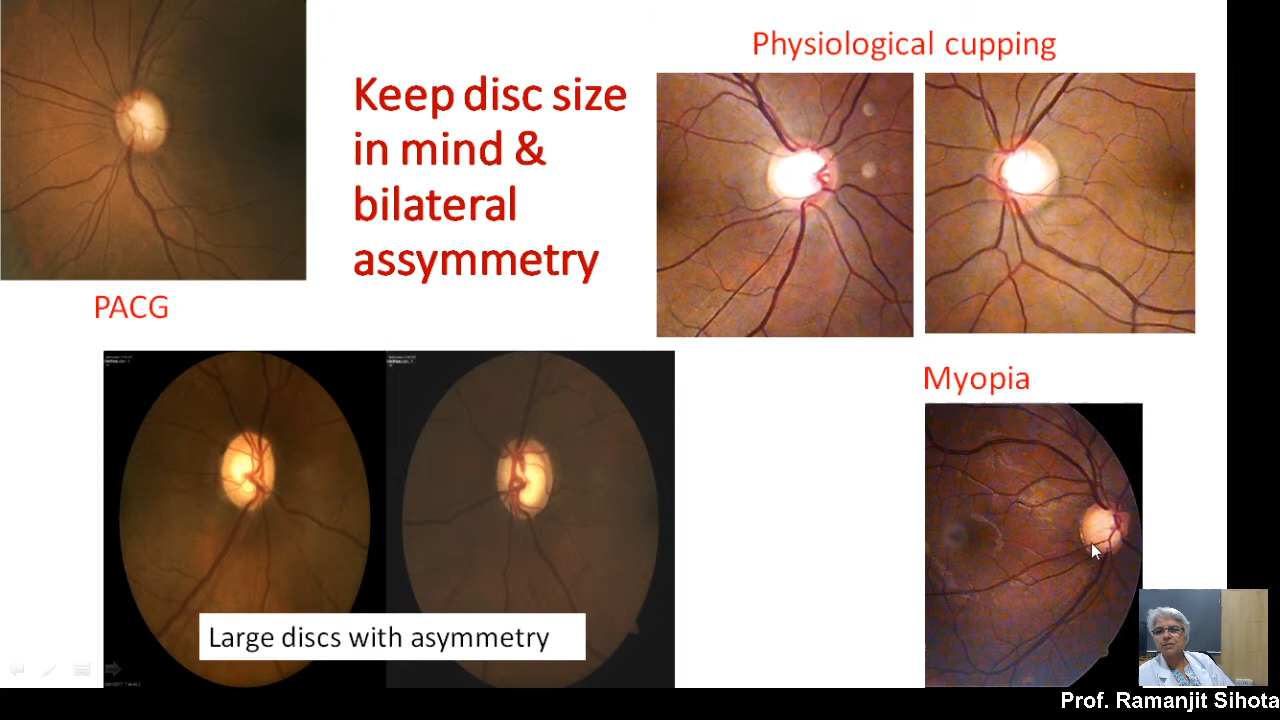 Physiological cupping
Keep disc size
in mind &
bilateral
assymmetry
PACG
Myopia
Large discs with asymmetry
Prof. Ramanjit Sihota